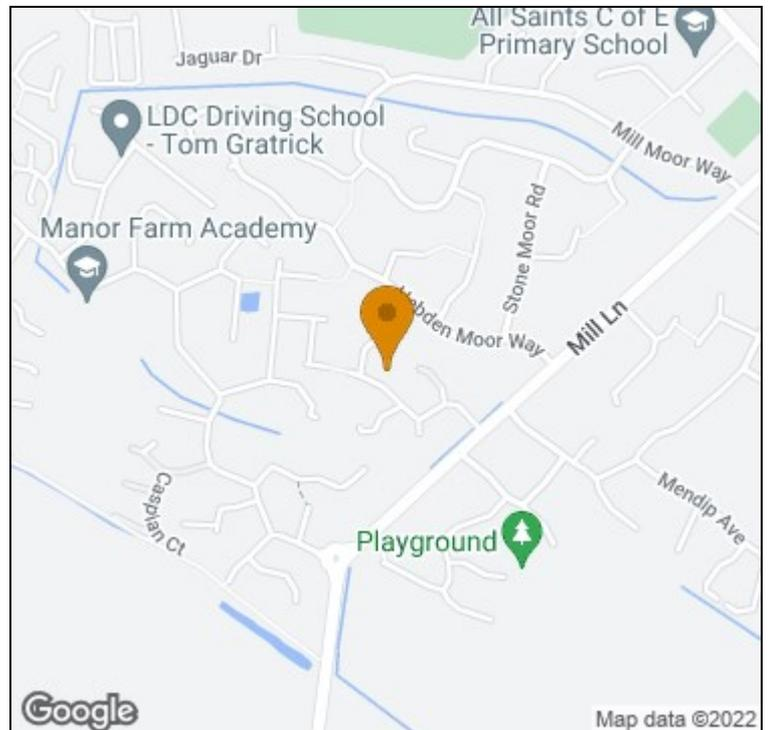 All Saints C of E
Primary School
Jaguar Dr
LDC Driving School
- Tom Gratrick
Mill Moor Way
Manor Farm Academy
Stone Moor Rd
Hebden Moor Way
Mill Ln
Caspian Ct
Mendip Ave
Playground
Google
Map data ©2022